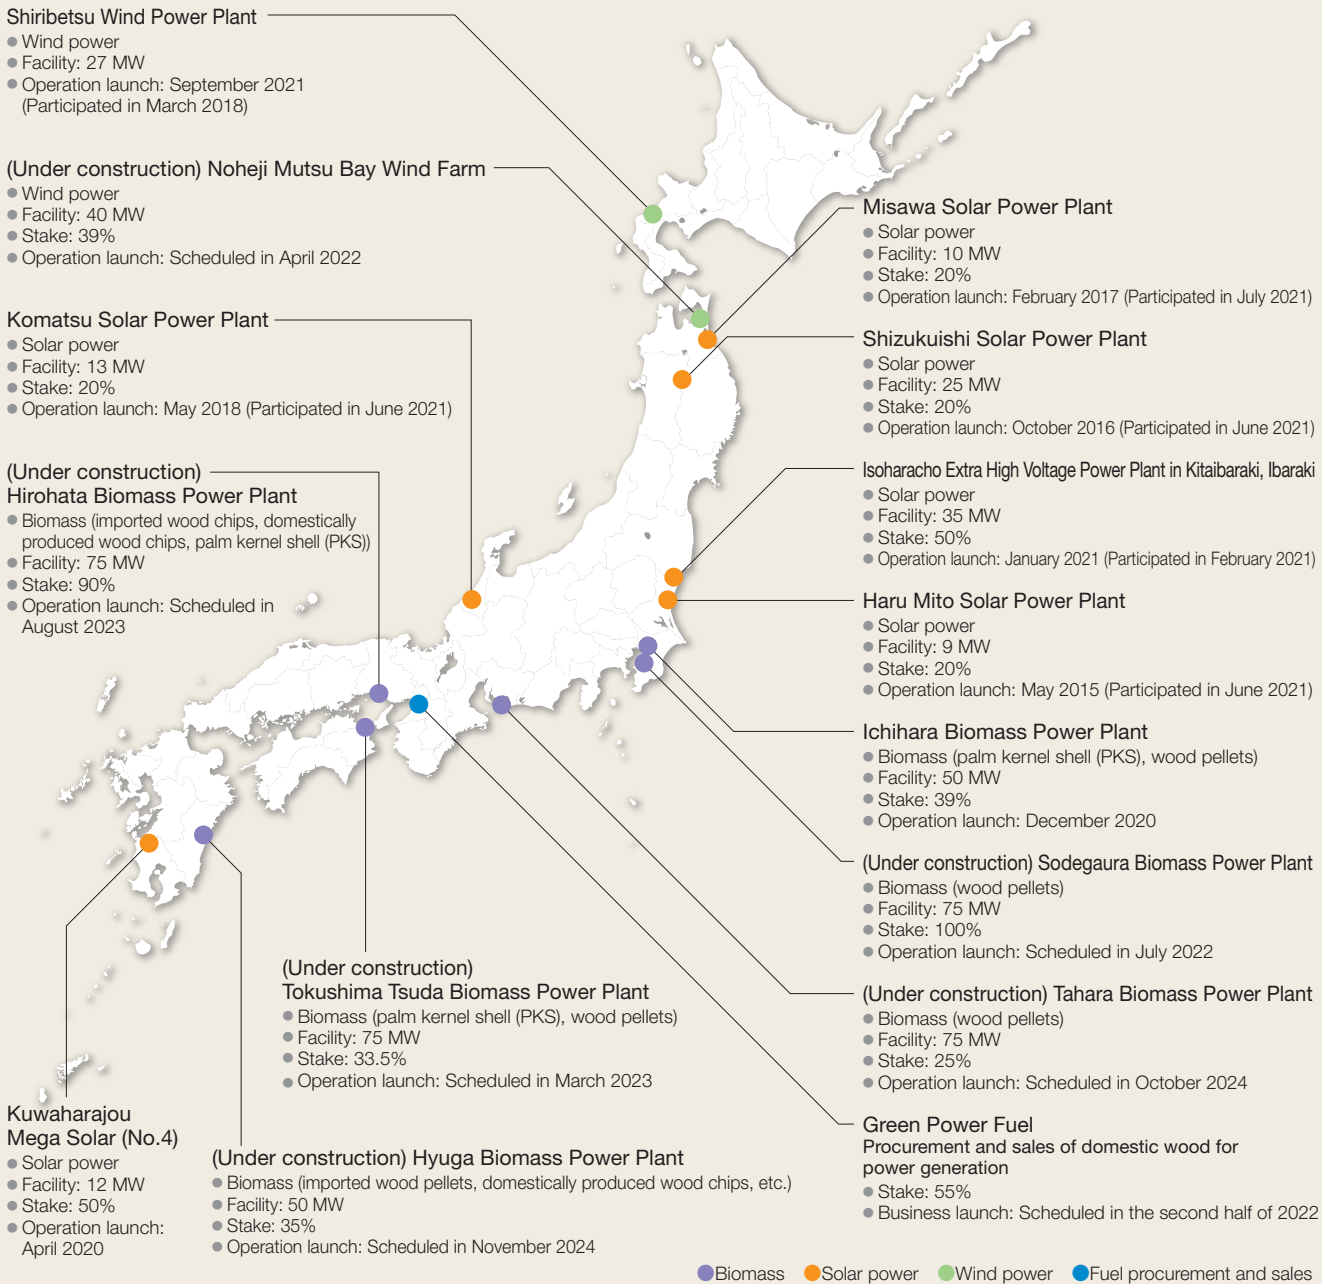 Shiribetsu Wind Power Plant
● Wind power
● Facility: 27 MW
● Operation launch: September 2021
(Participated in March 2018)
(Under construction) Noheji Mutsu Bay Wind Farm
● Wind power
● Facility: 40 MW
● Stake: 39%
● Operation launch: Scheduled in April 2022
Komatsu Solar Power Plant
● Solar power
● Facility: 13 MW
● Stake: 20%
● Operation launch: May 2018 (Participated in June 2021)
(Under construction)
Hirohata Biomass Power Plant
● Biomass (imported wood chips, domestically
produced wood chips, palm kernel shell (PKS))
● Facility: 75 MW
● Stake: 90%
● Operation launch: Scheduled in
August 2023
Misawa Solar Power Plant
● Solar power
● Facility: 10 MW
● Stake: 20%
● Operation launch: February 2017 (Participated in July 2021)
Shizukuishi Solar Power Plant
● Solar power
● Facility: 25 MW
● Stake: 20%
● Operation launch: October 2016 (Participated in June 2021)
Isoharacho Extra High Voltage Power Plant in Kitaibaraki, Ibaraki
● Solar power
● Facility: 35 MW
● Stake: 50%
● Operation launch: January 2021 (Participated in February 2021)
Haru Mito Solar Power Plant
● Solar power
● Facility: 9 MW
● Stake: 20%
● Operation launch: May 2015 (Participated in June 2021)
Ichihara Biomass Power Plant
● Biomass (palm kernel shell (PKS), wood pellets)
● Facility: 50 MW
● Stake: 39%
● Operation launch: December 2020
(Under construction) Sodegaura Biomass Power Plant
● Biomass (wood pellets)
● Facility: 75 MW
● Stake: 100%
● Operation launch: Scheduled in July 2022
(Under construction) Tahara Biomass Power Plant
● Biomass (wood pellets)
● Facility: 75 MW
● Stake: 25%
● Operation launch: Scheduled in October 2024
Green Power Fuel
Procurement and sales of domestic wood for
power generation
● Stake: 55%
● Business launch: Scheduled in the second half of 2022
(Under construction)
Tokushima Tsuda Biomass Power Plant
● Biomass (palm kernel shell (PKS), wood pellets)
● Facility: 75 MW
● Stake: 33.5%
● Operation launch: Scheduled in March 2023
Kuwaharajou
Mega Solar (No.4)
● Solar power
● Facility: 12 MW
● Stake: 50%
● Operation launch:
April 2020
(Under construction) Hyuga Biomass Power Plant
● Biomass (imported wood pellets, domestically produced wood chips, etc.)
● Facility: 50 MW
● Stake: 35%
● Operation launch: Scheduled in November 2024
●Biomass ●Solar power ●Wind power ●Fuel procurement and sales